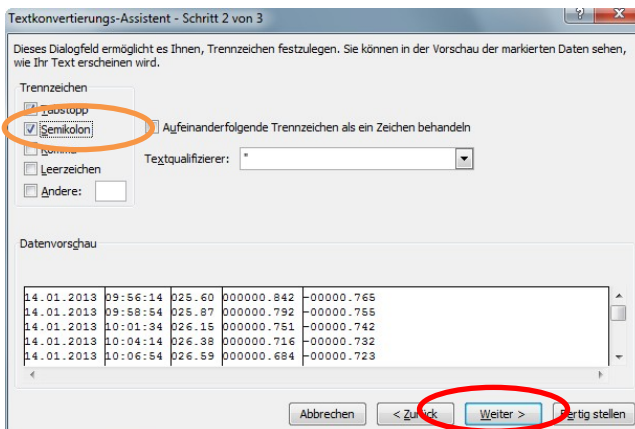 Textkonvertierungs-Assistent - Schritt 2 von 3
Dieses Dialogfeld ermöglicht es Ihnen, Trennzeichen festzulegen. Sie können in der Vorschau der markierten Daten sehen,
wie Ihr Text erscheinen wird.
Trennzeichen
Tabstopp
Semikolon
Komma
Leerzeichen
Andere:
Aufeinanderfolgende Trennzeichen als ein Zeichen behandeln
Textqualifizierer: "
Datenvorschau
14.01.2013 09:56:14 025.60 000000.842 -00000.765
14.01.2013 09:58:54 025.87 000000.792 -00000.755
14.01.2013 10:01:34 026.15 000000.751 -00000.742
14.01.2013 10:04:14 026.38 000000.716 -00000.732
14.01.2013 10:06:54 026.59 000000.684 -00000.723
Abbrechen < Zurück Weiter > Fertig stellen